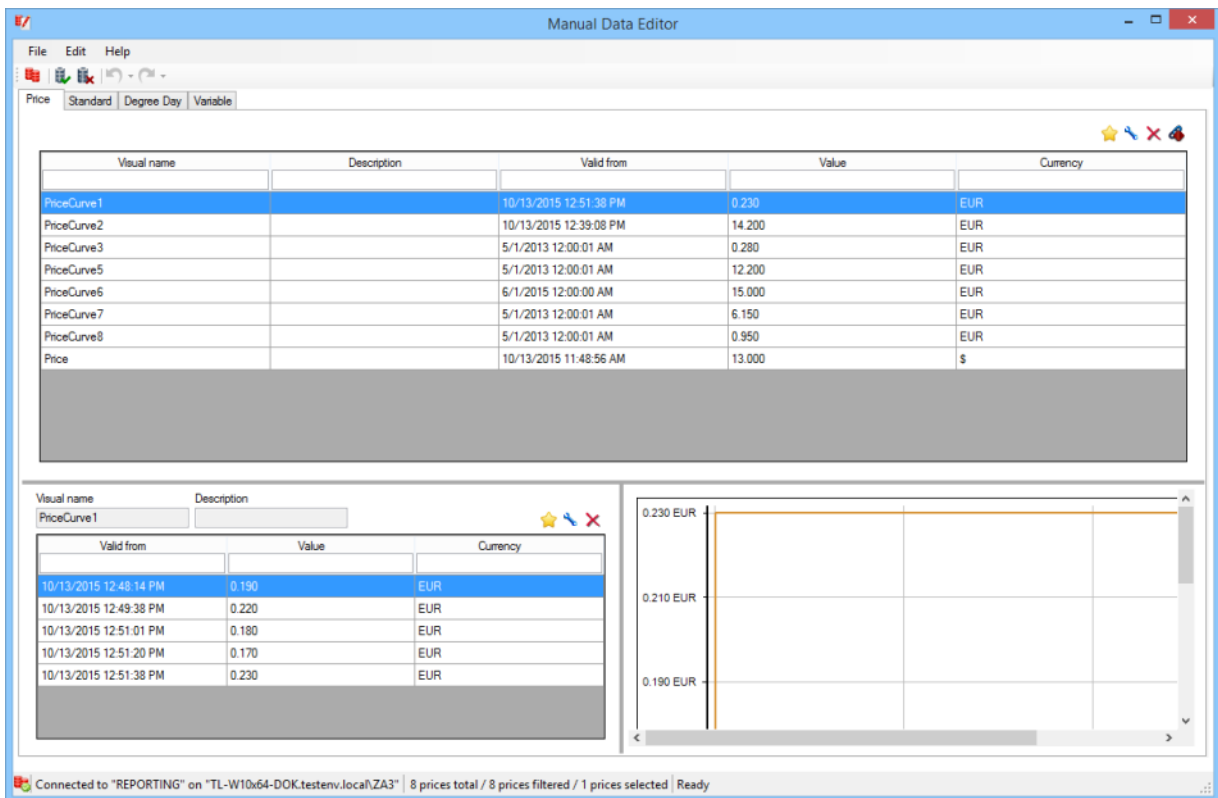 Manual Data Editor
File Edit Help
Price Standard Degree Day Variable
Visual name Description Valid from Value Currency
PriceCurve1 10/13/2015 12:51:38 PM 0.230 EUR
PriceCurve2 10/13/2015 12:39:08 PM 14.200 EUR
PriceCurve3 5/1/2013 12:00:01 AM 0.280 EUR
PriceCurve5 5/1/2013 12:00:01 AM 12.200 EUR
PriceCurve6 6/1/2015 12:00:00 AM 15.000 EUR
PriceCurve7 5/1/2013 12:00:01 AM 6.150 EUR
PriceCurve8 5/1/2013 12:00:01 AM 0.950 EUR
Price 10/13/2015 11:48:56 AM 13.000 $
Visual name Description
PriceCurve1
Valid from Value Currency
10/13/2015 12:48:14 PM 0.190 EUR
10/13/2015 12:49:38 PM 0.220 EUR
10/13/2015 12:51:01 PM 0.180 EUR
10/13/2015 12:51:20 PM 0.170 EUR
10/13/2015 12:51:38 PM 0.230 EUR
0.230 EUR
0.210 EUR
0.190 EUR
Connected to "REPORTING" on "TL-W10x64-DOK.testenv.local\ZA3" 8 prices total / 8 prices filtered / 1 prices selected Ready